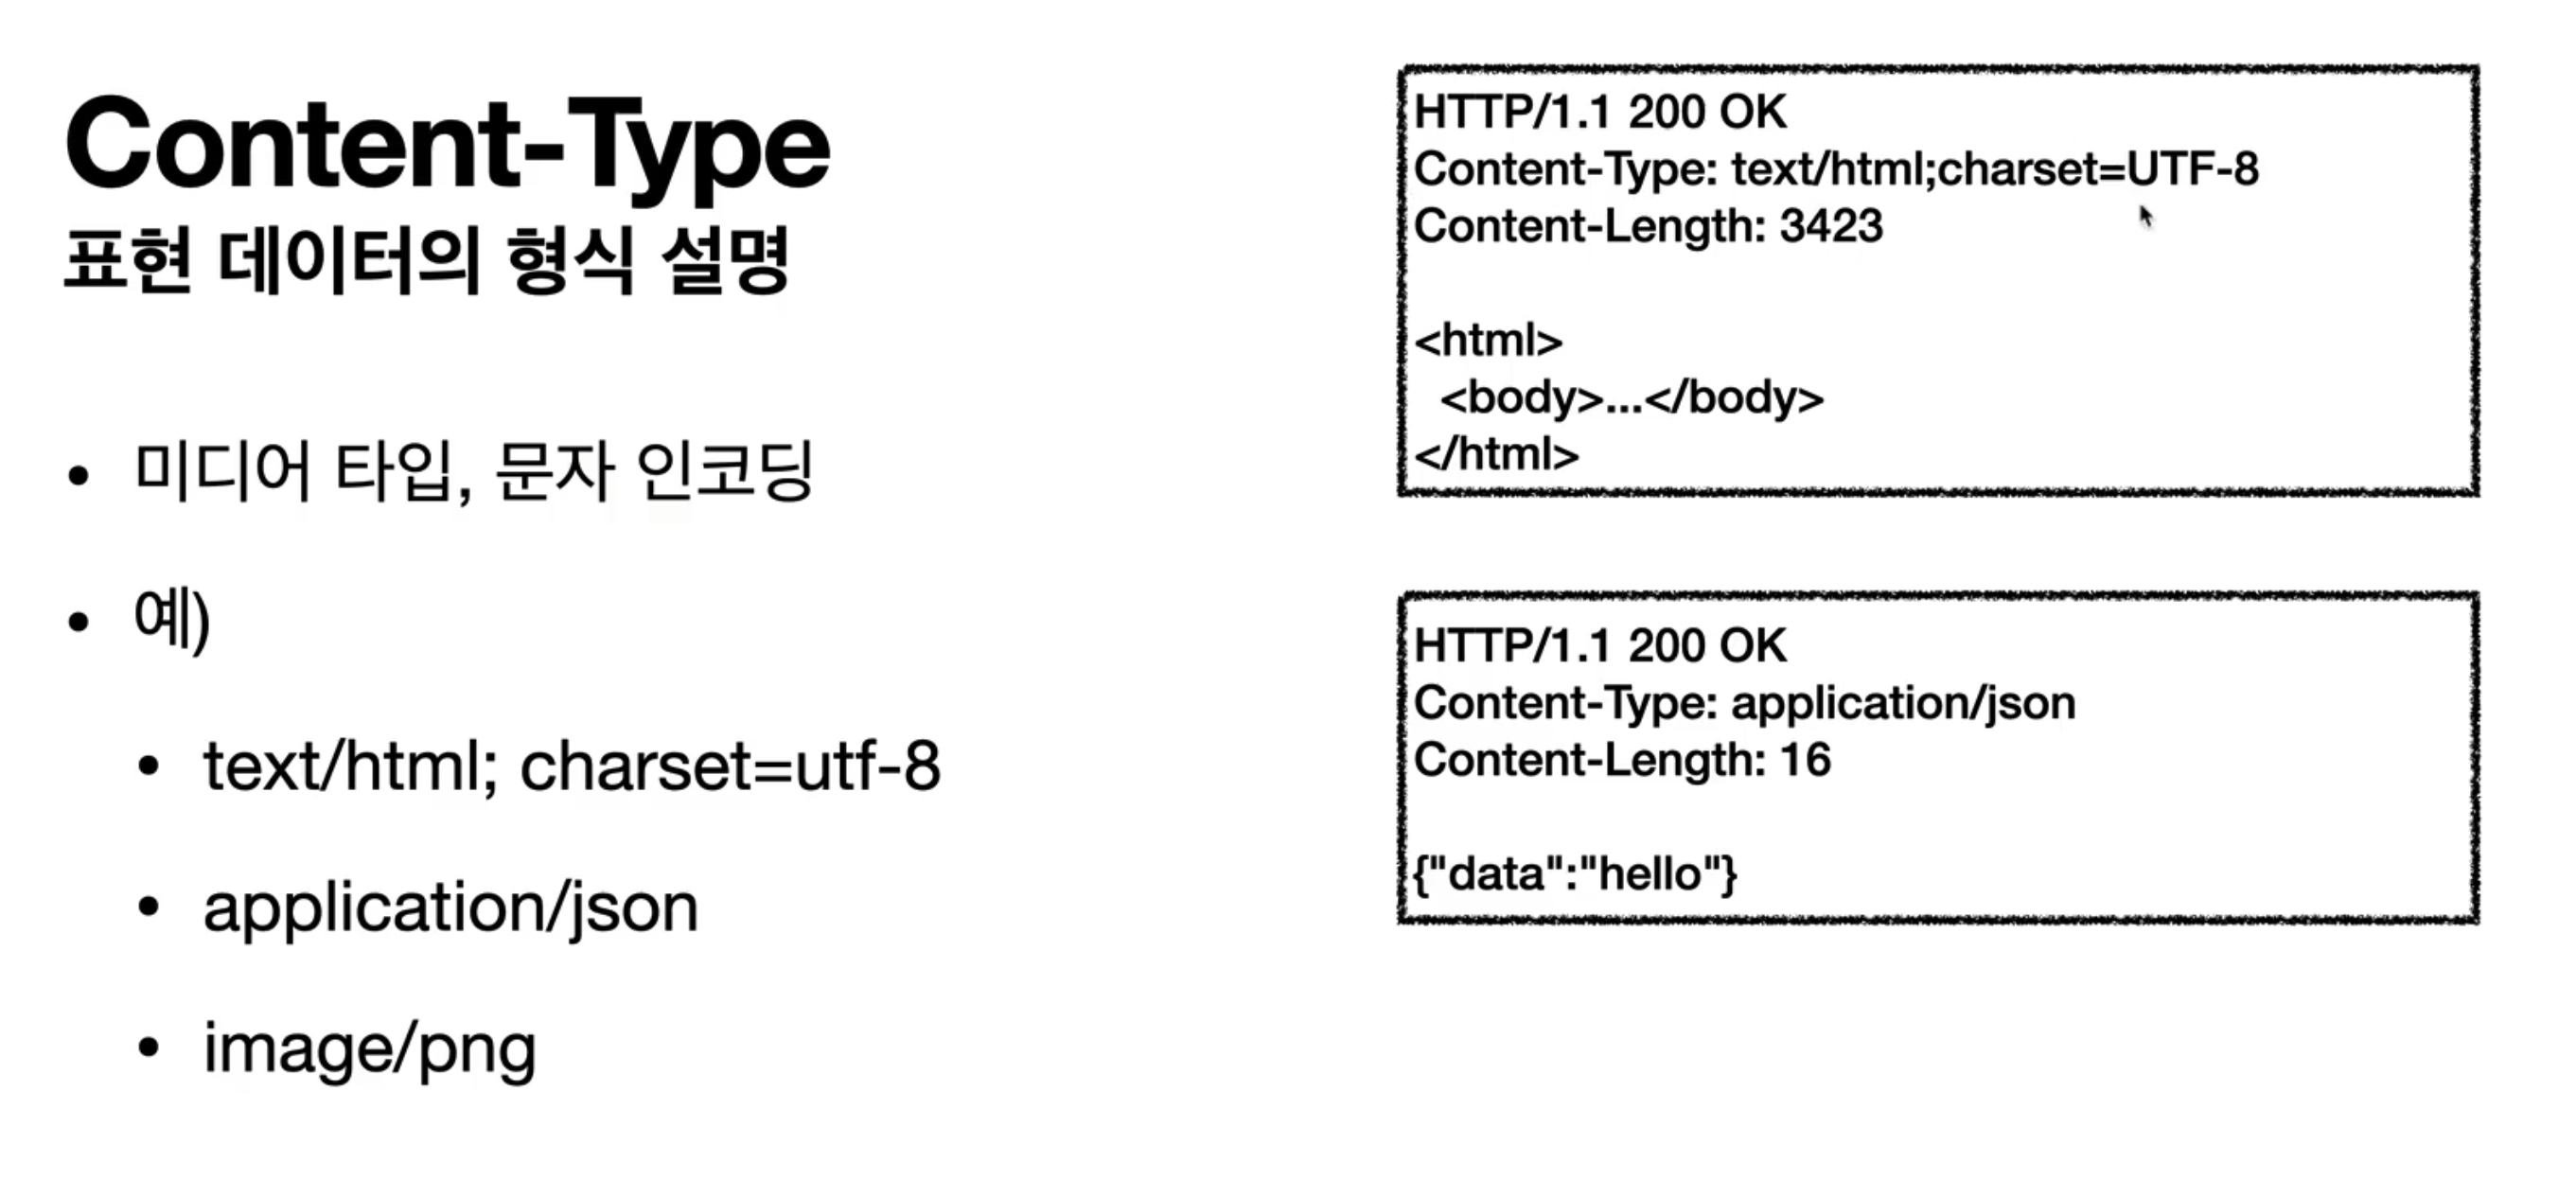 Content-Type
표현 데이터의 형식 설명
• 미디어 타입, 문자 인코딩
• 예)
• text/html; charset=utf-8
• application/json
• image/png
HTTP/1.1 200 OK
Content-Type: text/html;charset=UTF-8
Content-Length: 3423
<html>
<body>...</body>
</html>
HTTP/1.1 200 OK
Content-Type: application/json
Content-Length: 16
{"data":"hello"}